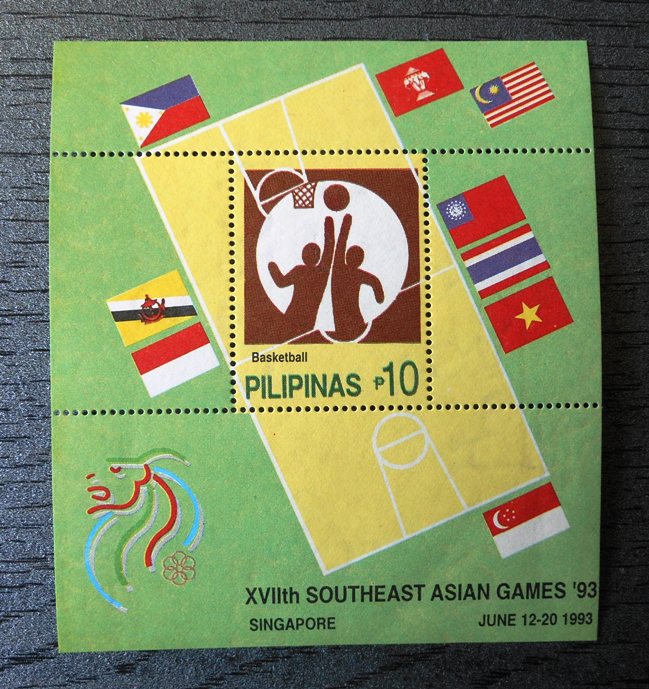 Basketball
PILIPINAS ₱10
XVIIth SOUTHEAST ASIAN GAMES '93
SINGAPORE JUNE 12-20 1993